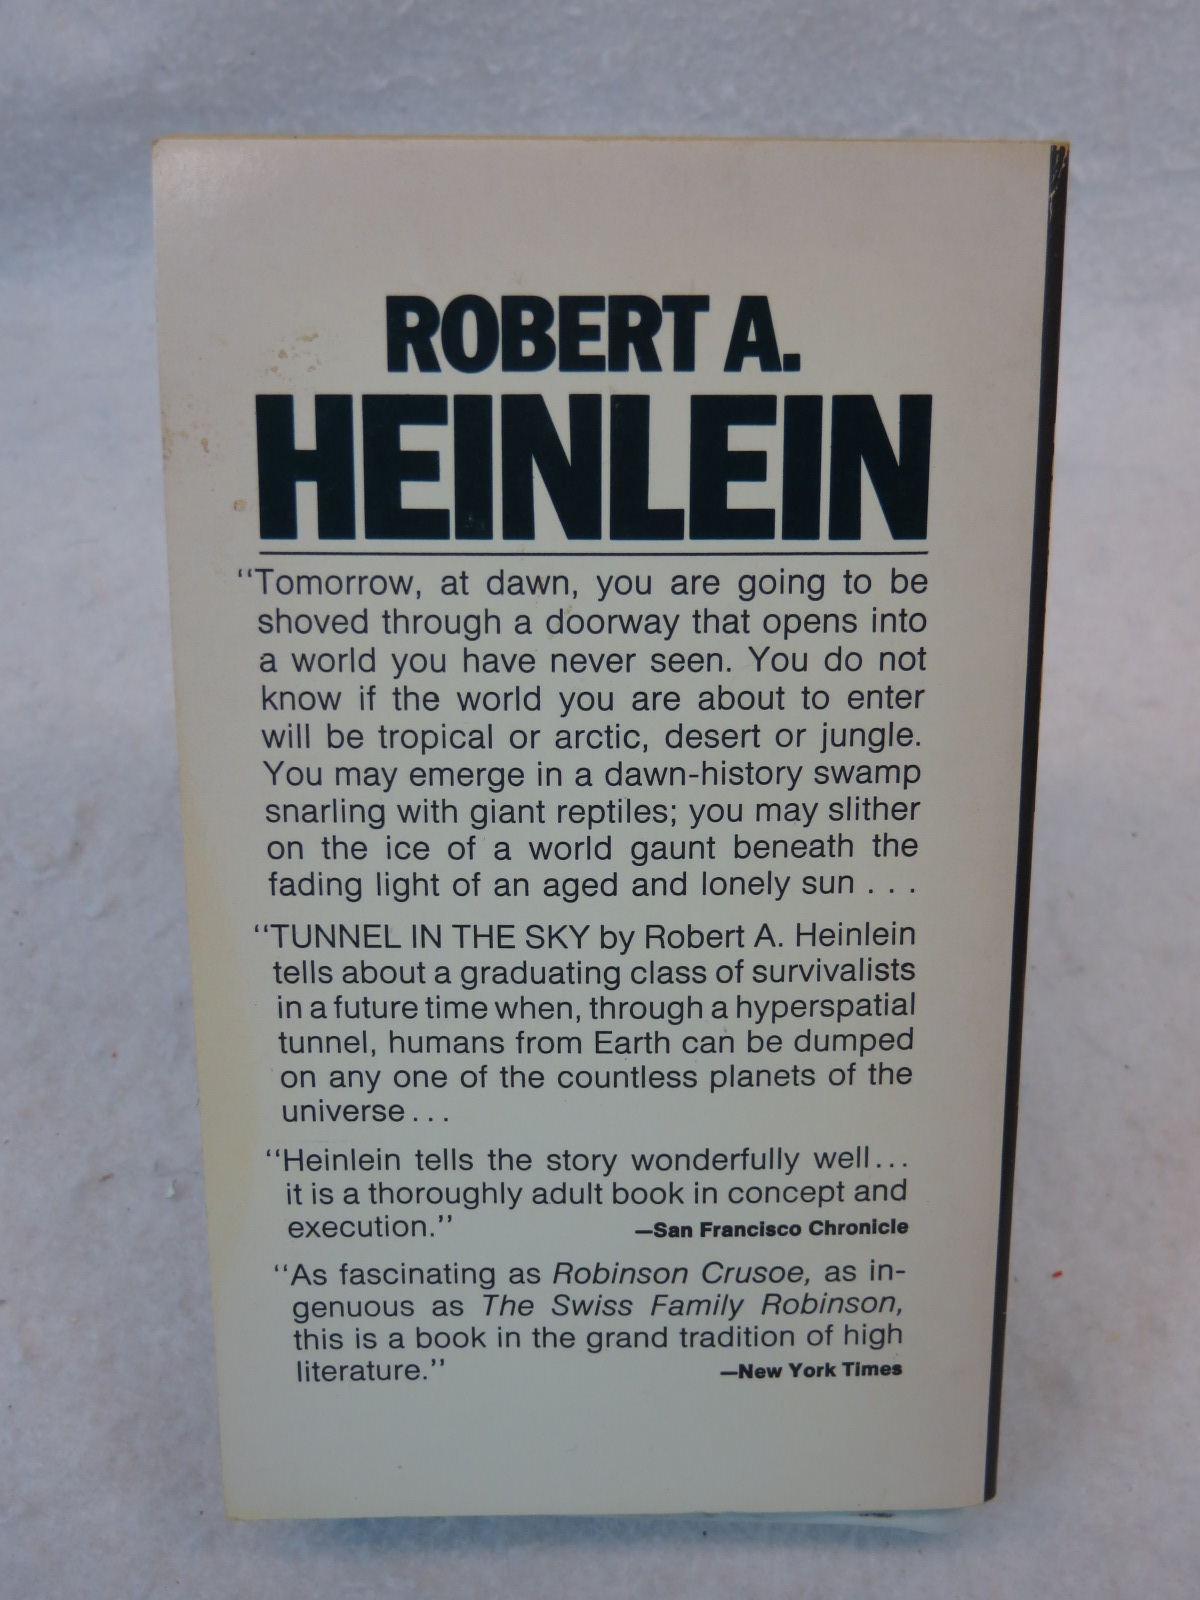 ROBERT A.
HEINLEIN
“Tomorrow, at dawn, you are going to be
shoved through a doorway that opens into
a world you have never seen. You do not
know if the world you are about to enter
will be tropical or arctic, desert or jungle.
You may emerge in a dawn-history swamp
snarling with giant reptiles; you may slither
on the ice of a world gaunt beneath the
fading light of an aged and lonely sun . . .
“TUNNEL IN THE SKY by Robert A. Heinlein
tells about a graduating class of survivalists
in a future time when, through a hyperspatial
tunnel, humans from Earth can be dumped
on any one of the countless planets of the
universe . . .
“Heinlein tells the story wonderfully well . . .
it is a thoroughly adult book in concept and
execution.” —San Francisco Chronicle
“As fascinating as Robinson Crusoe, as in-
genuous as The Swiss Family Robinson,
this is a book in the grand tradition of high
literature.” —New York Times